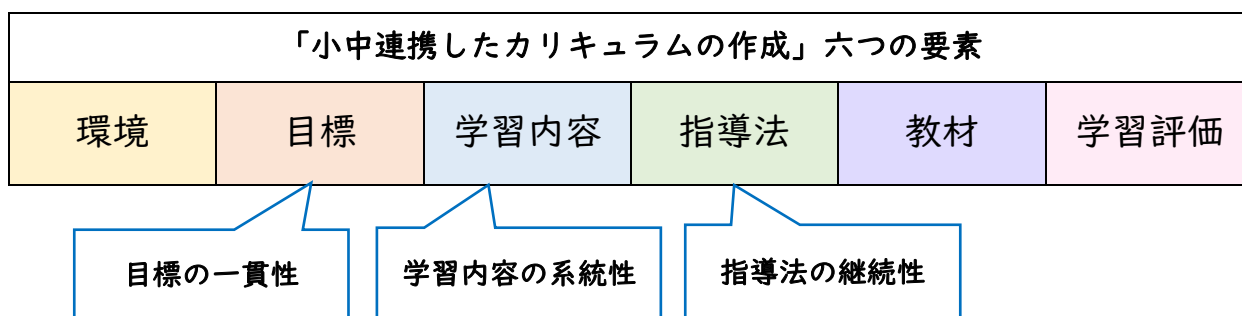 「小中連携したカリキュラムの作成」六つの要素
環境 目標 学習内容 指導法 教材 学習評価
目標の一貫性 学習内容の系統性 指導法の継続性